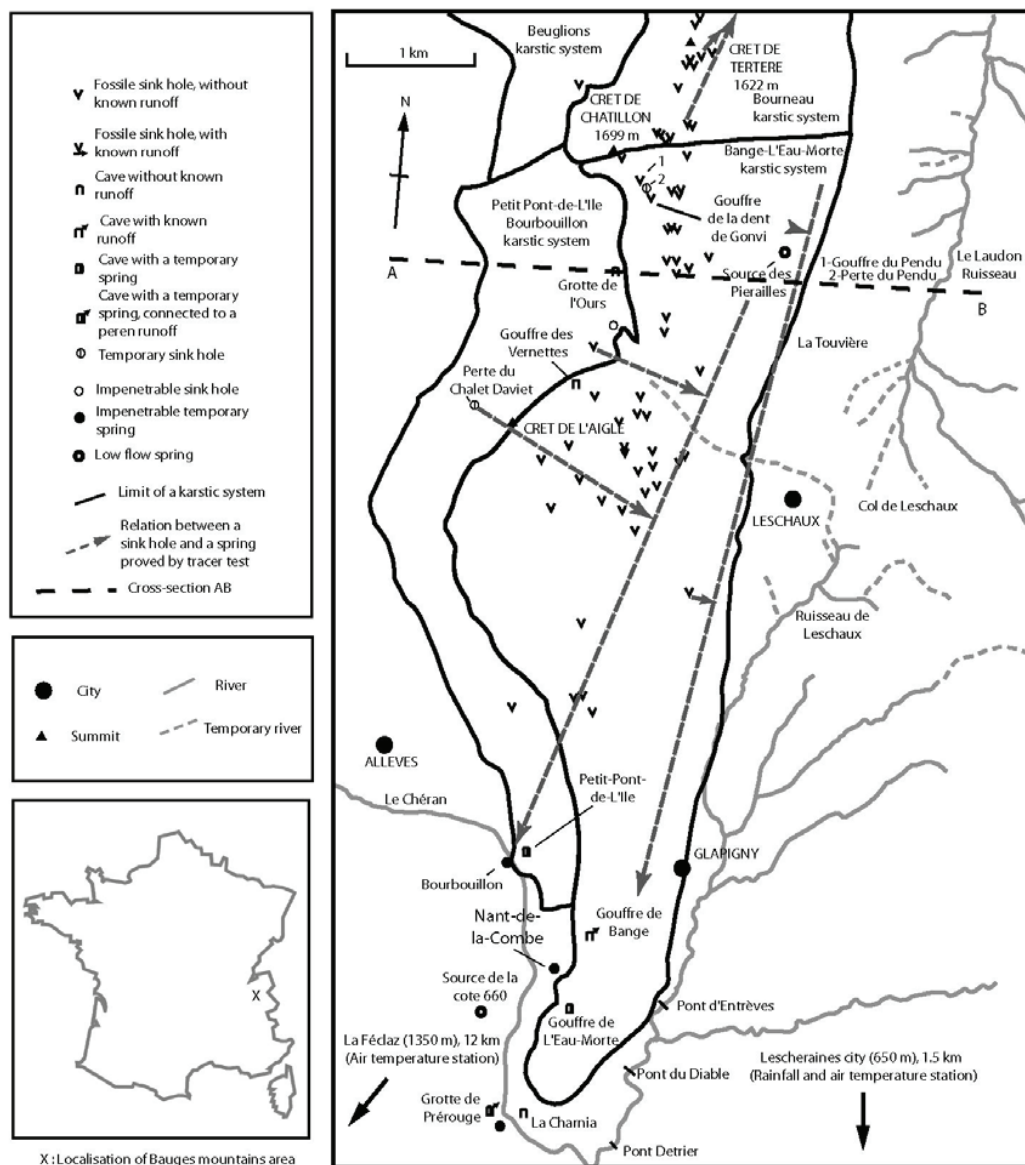 Fossile sink hole, without
known runoff
Fossile sink hole, with
known runoff
Cave without known
runoff
Cave with known
runoff
Cave with a temporary
spring
Cave with a temporary
spring, connected to a
peren runoff
Temporary sink hole
Impenetrable sink hole
Impenetrable temporary
spring
Low flow spring
Limit of a karstic system
Relation between a
sink hole and a spring
proved by tracer test
Cross-section AB
City
River
Summit
Temporary river
X
X : Localisation of Bauges mountains area
1 km
N
Beuglions
karstic system
CRET DE
TERTERE
1622 m
CRET DE
CHATILLON
1699 m
Bourneau
karstic system
Bange-L'Eau-Morte
karstic system
1
2
Petit Pont-de-L'Ile
Bourbouillon
karstic system
Gouffre
de la dent
de Gonvi
A
Grotte de
l'Ours
Source des
Pierailles
1-Gouffre du Pendu
2-Perte du Pendu
Le Laudon
Ruisseau
B
Gouffre des
Vernettes
La Touvière
Perte du
Chalet Daviet
CRET DE L'AIGLE
LESCHAUX
Col de Leschaux
Ruisseau de
Leschaux
ALLEVES
Le Chéran
Petit-Pont-
de-L'Ile
Bourbouillon
GLAPIGNY
Nant-de-
la-Combe
Gouffre de
Bange
Source de la
cote 660
Pont d'Entrèves
La Féclaz (1350 m), 12 km
(Air temperature station)
Gouffre de
L'Eau-Morte
Pont du Diable
Lescheraines city (650 m), 1.5 km
(Rainfall and air temperature station)
Grotte de
Prérouge
La Charnia
Pont Detrier